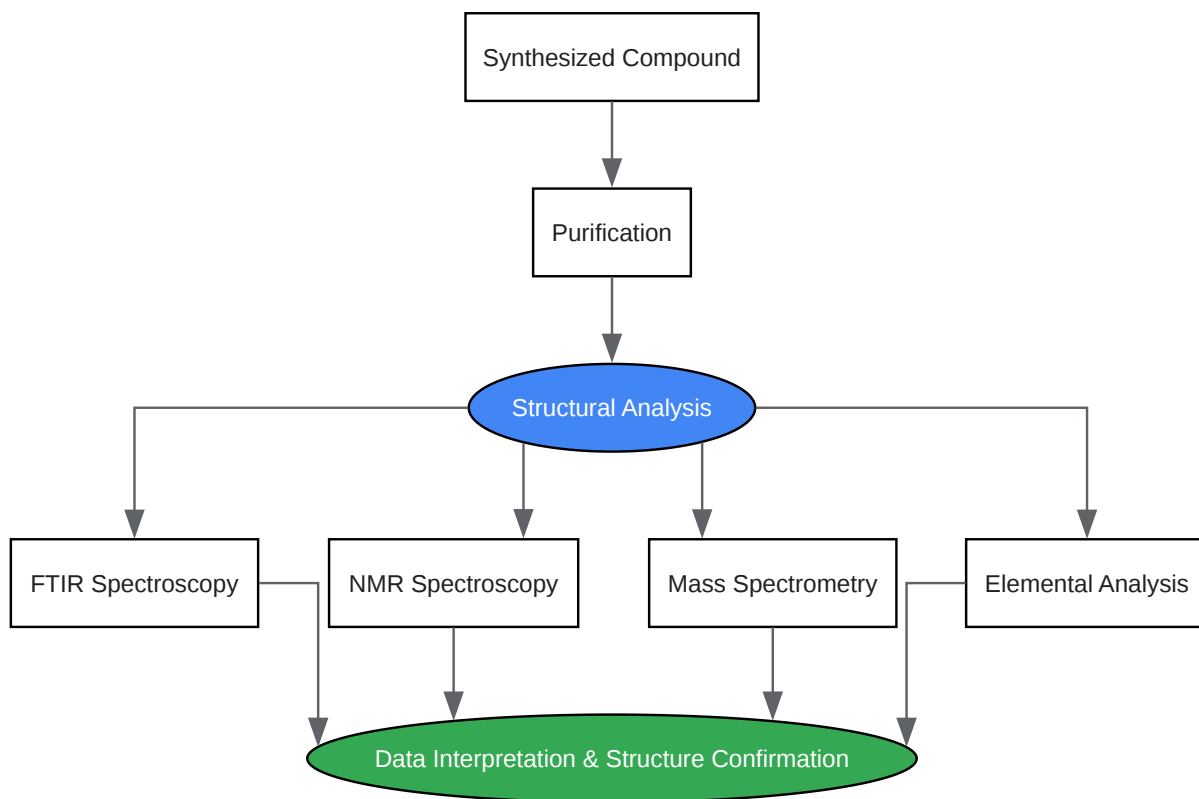 Synthesized Compound
Purification
Structural Analysis
FTIR Spectroscopy
NMR Spectroscopy
Mass Spectrometry
Elemental Analysis
Data Interpretation & Structure Confirmation